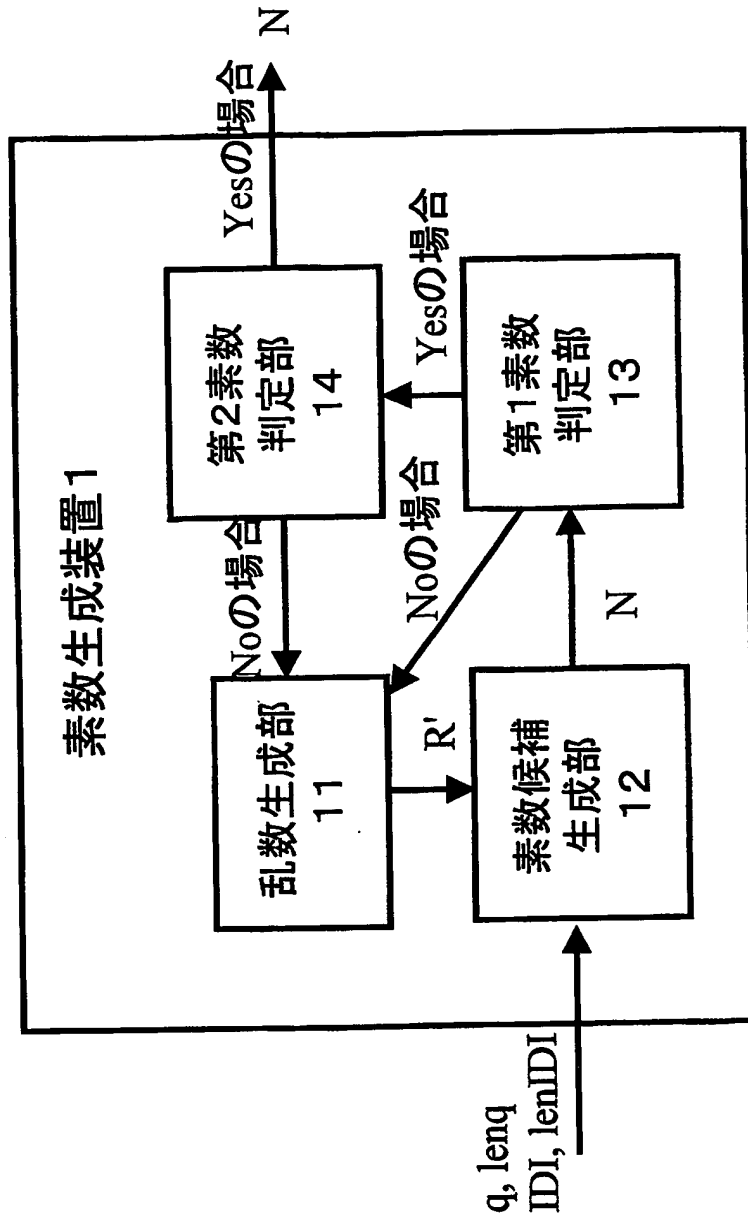 素数生成装置1
乱数生成部
11
Noの場合
第2素数
判定部
14
Yesの場合
N
R'
Noの場合
Yesの場合
q, lenq
IDI, lenIDI
素数候補
生成部
12
N
第1素数
判定部
13